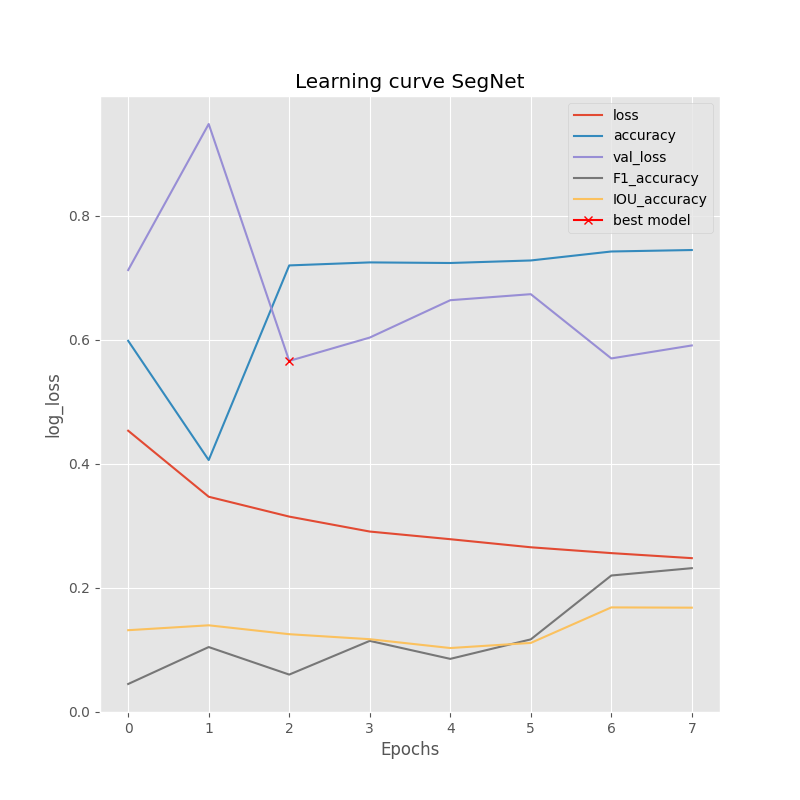 Learning curve SegNet
loss
accuracy
val_loss
F1_accuracy
IOU_accuracy
best model
0.8
0.6
0.4
0.2
0.0
log_loss
0 1 2 3 4 5 6 7
Epochs